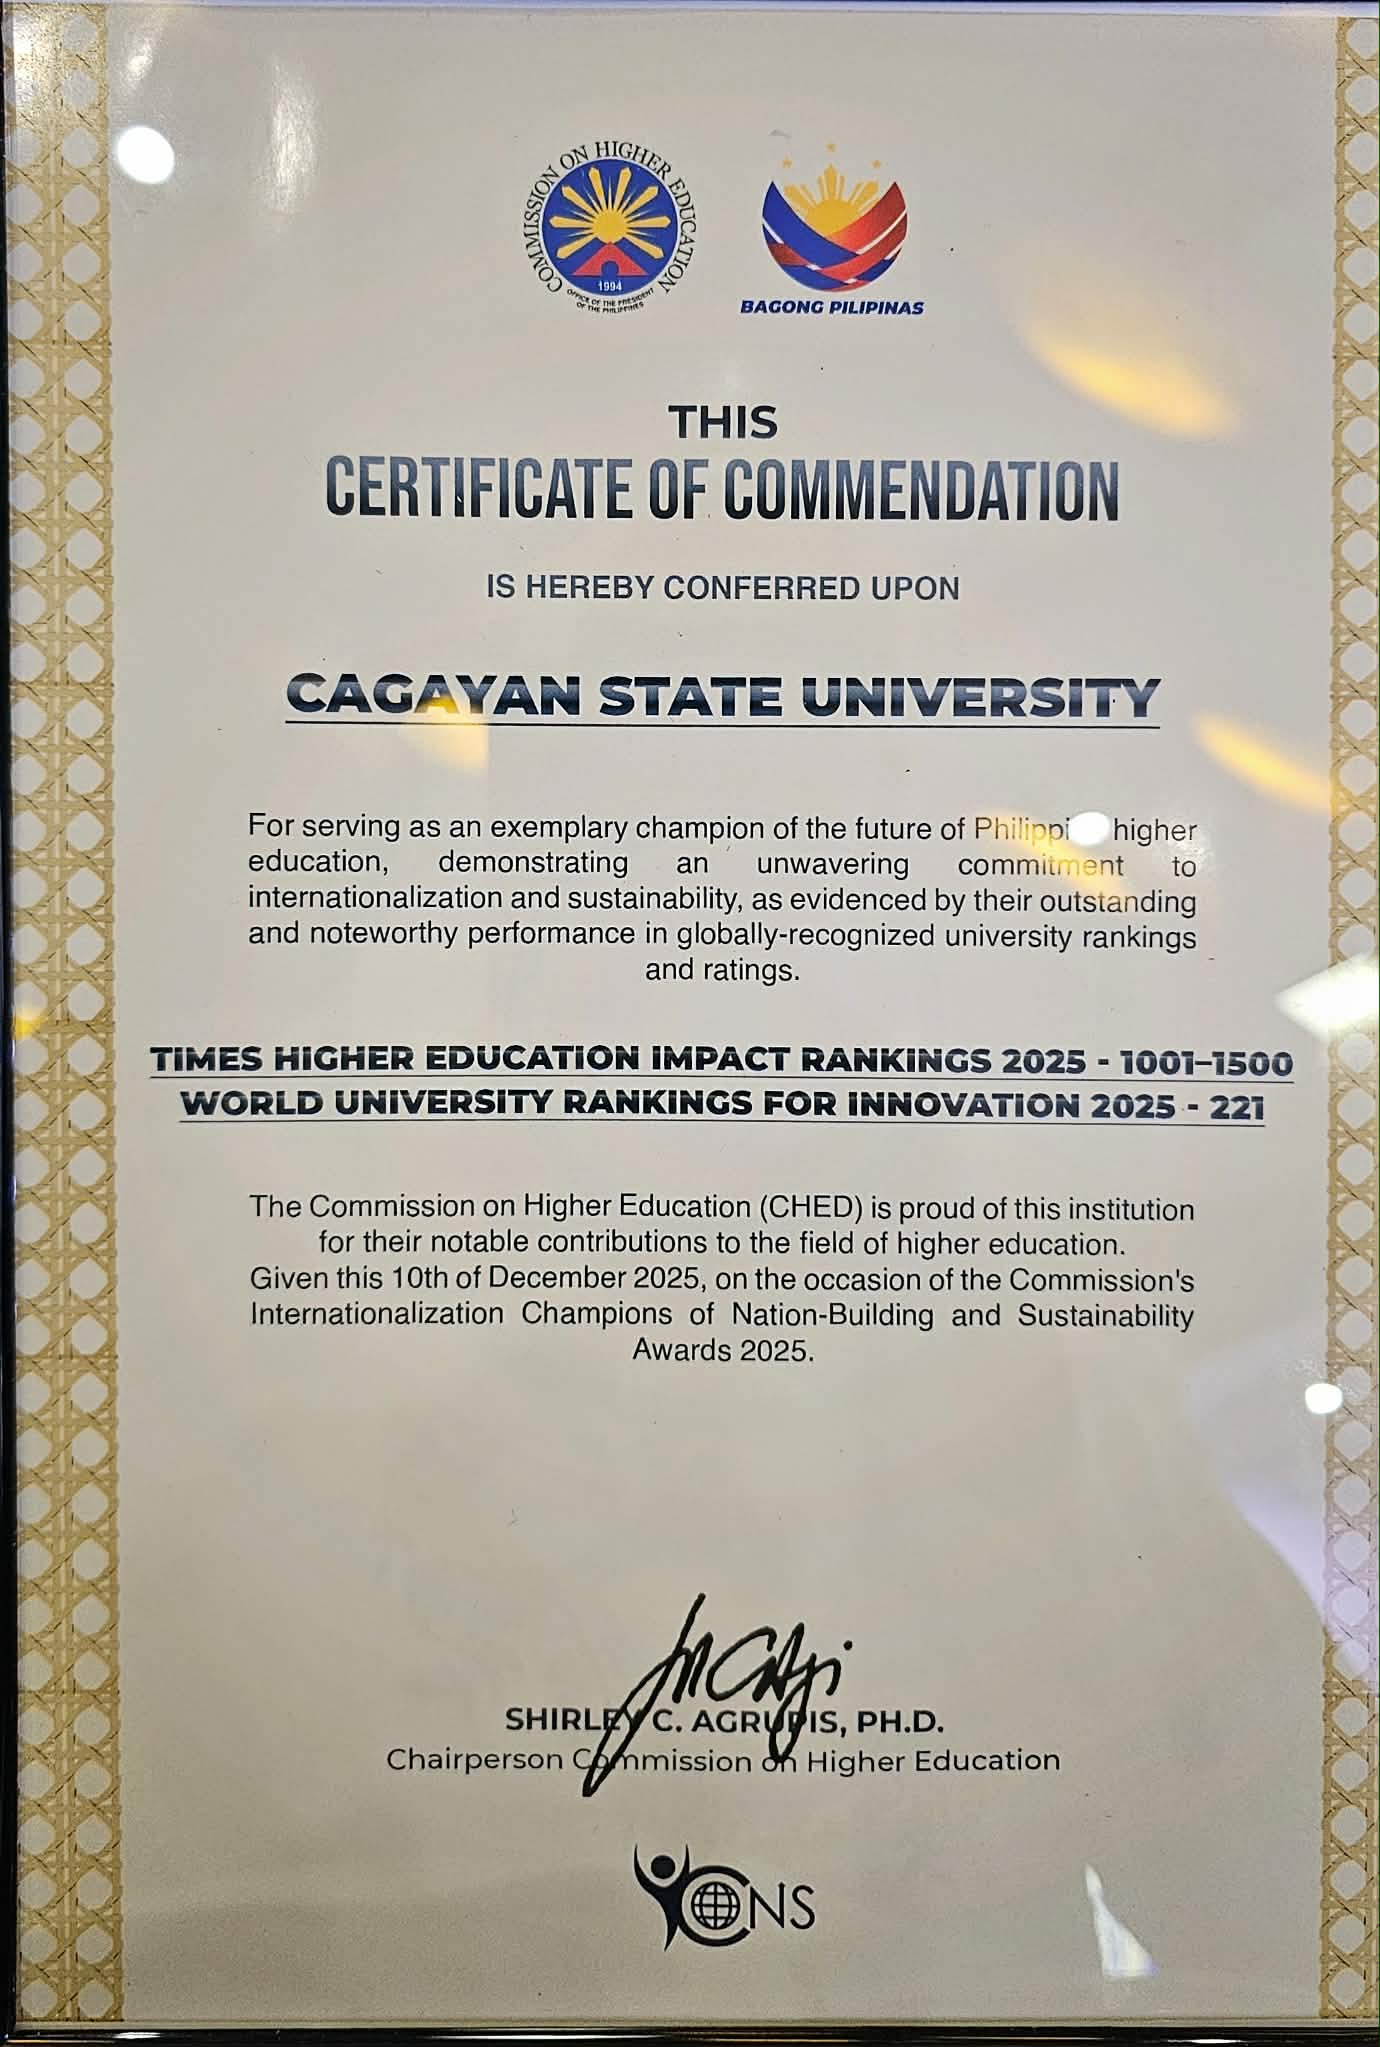 COMMISSION ON HIGHER EDUCATION
1994
OFFICE OF THE PRESIDENT
OF THE PHILIPPINES
BAGONG PILIPINAS
THIS
CERTIFICATE OF COMMENDATION
IS HEREBY CONFERRED UPON
CAGAYAN STATE UNIVERSITY
For serving as an exemplary champion of the future of higher
education, demonstrating an unwavering commitment to
internationalization and sustainability, as evidenced by their outstanding
and noteworthy performance in globally-recognized university rankings
and ratings.
TIMES HIGHER EDUCATION IMPACT RANKINGS 2025 - 1001–1500
WORLD UNIVERSITY RANKINGS FOR INNOVATION 2025 - 221
The Commission on Higher Education (CHED) is proud of this institution
for their notable contributions to the field of higher education.
Given this 10th of December 2025, on the occasion of the Commission's
Internationalization Champions of Nation-Building and Sustainability
Awards 2025.
SHIRLEY C. AGRUPIS, PH.D.
Chairperson Commission on Higher Education
ICNS